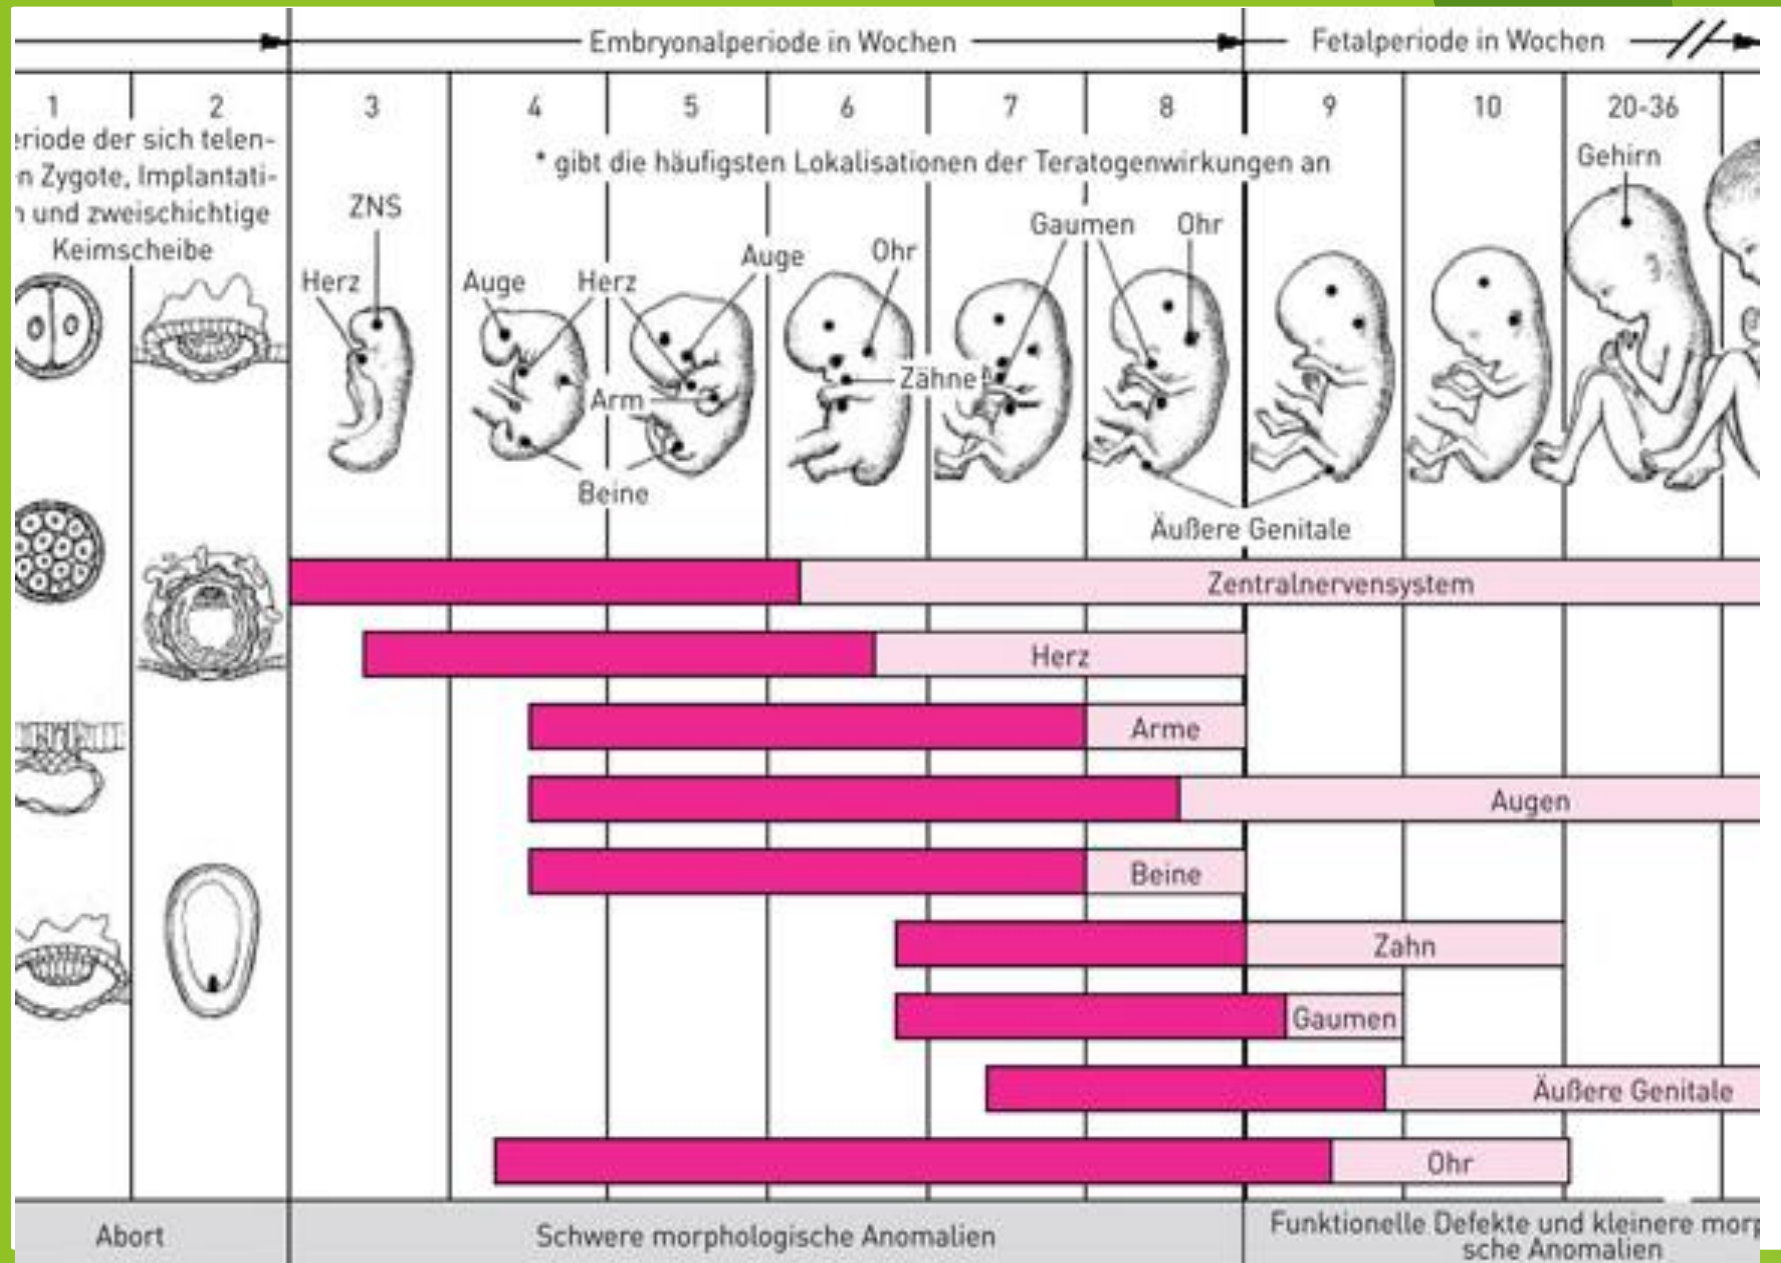 Embryonalperiode in Wochen
Fetalperiode in Wochen
1 2 3 4 5 6 7 8 9 10 20-36
eriode der sich telen-
n Zygote, Implantati-
n und zweischichtige
Keimscheibe
* gibt die häufigsten Lokalisationen der Teratogenwirkungen an
Gehirn
ZNS
Herz
Auge
Herz
Auge
Ohr
Gaumen
Ohr
Arm
Zähne
Beine
Äußere Genitale
Zentralnervensystem
Herz
Arme
Augen
Beine
Zahn
Gaumen
Äußere Genitale
Ohr
Abort
Schwere morphologische Anomalien
Funktionelle Defekte und kleinere morp
sche Anomalien